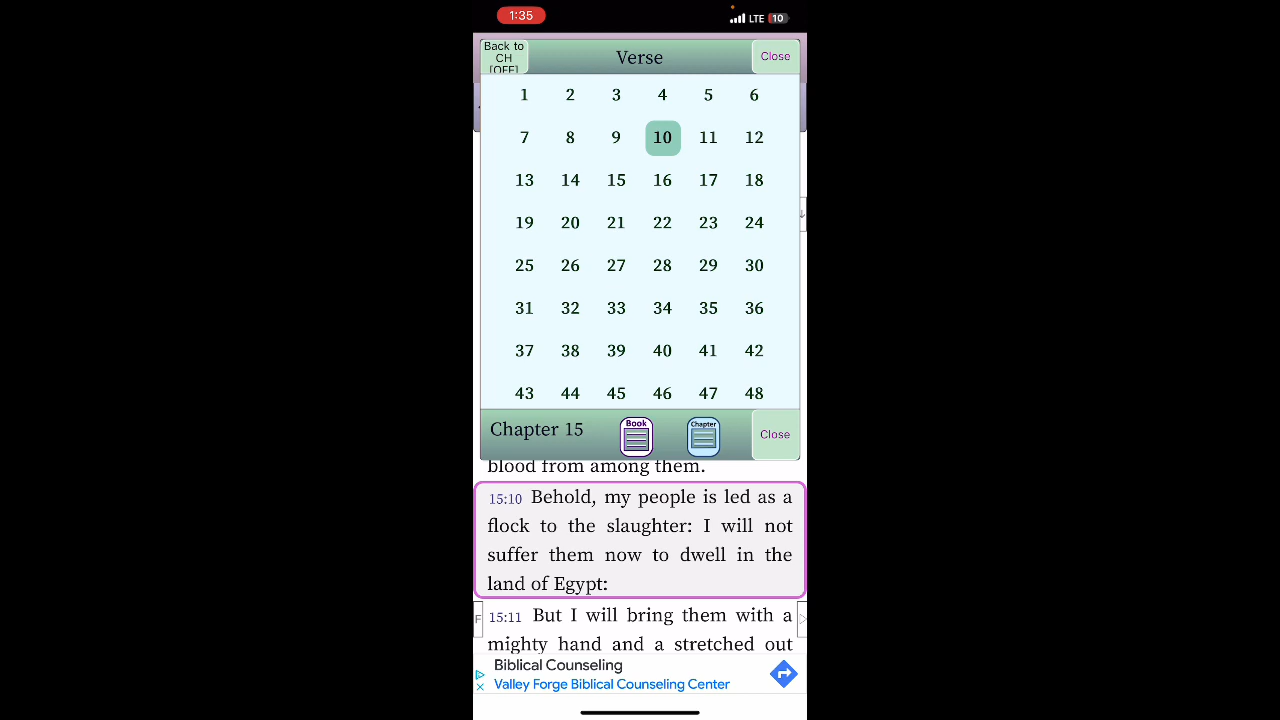 1:35 LTE 10
Back to
CH
[OFF]
Verse
Close
1 2 3 4 5 6
7 8 9 10 11 12
13 14 15 16 17 18
19 20 21 22 23 24
25 26 27 28 29 30
31 32 33 34 35 36
37 38 39 40 41 42
43 44 45 46 47 48
Chapter 15
Book
Chapter
Close
blood from among them.
15:10 Behold, my people is led as a
flock to the slaughter: I will not
suffer them now to dwell in the
land of Egypt:
F
15:11 But I will bring them with a
mighty hand and a stretched out
Biblical Counseling
Valley Forge Biblical Counseling Center